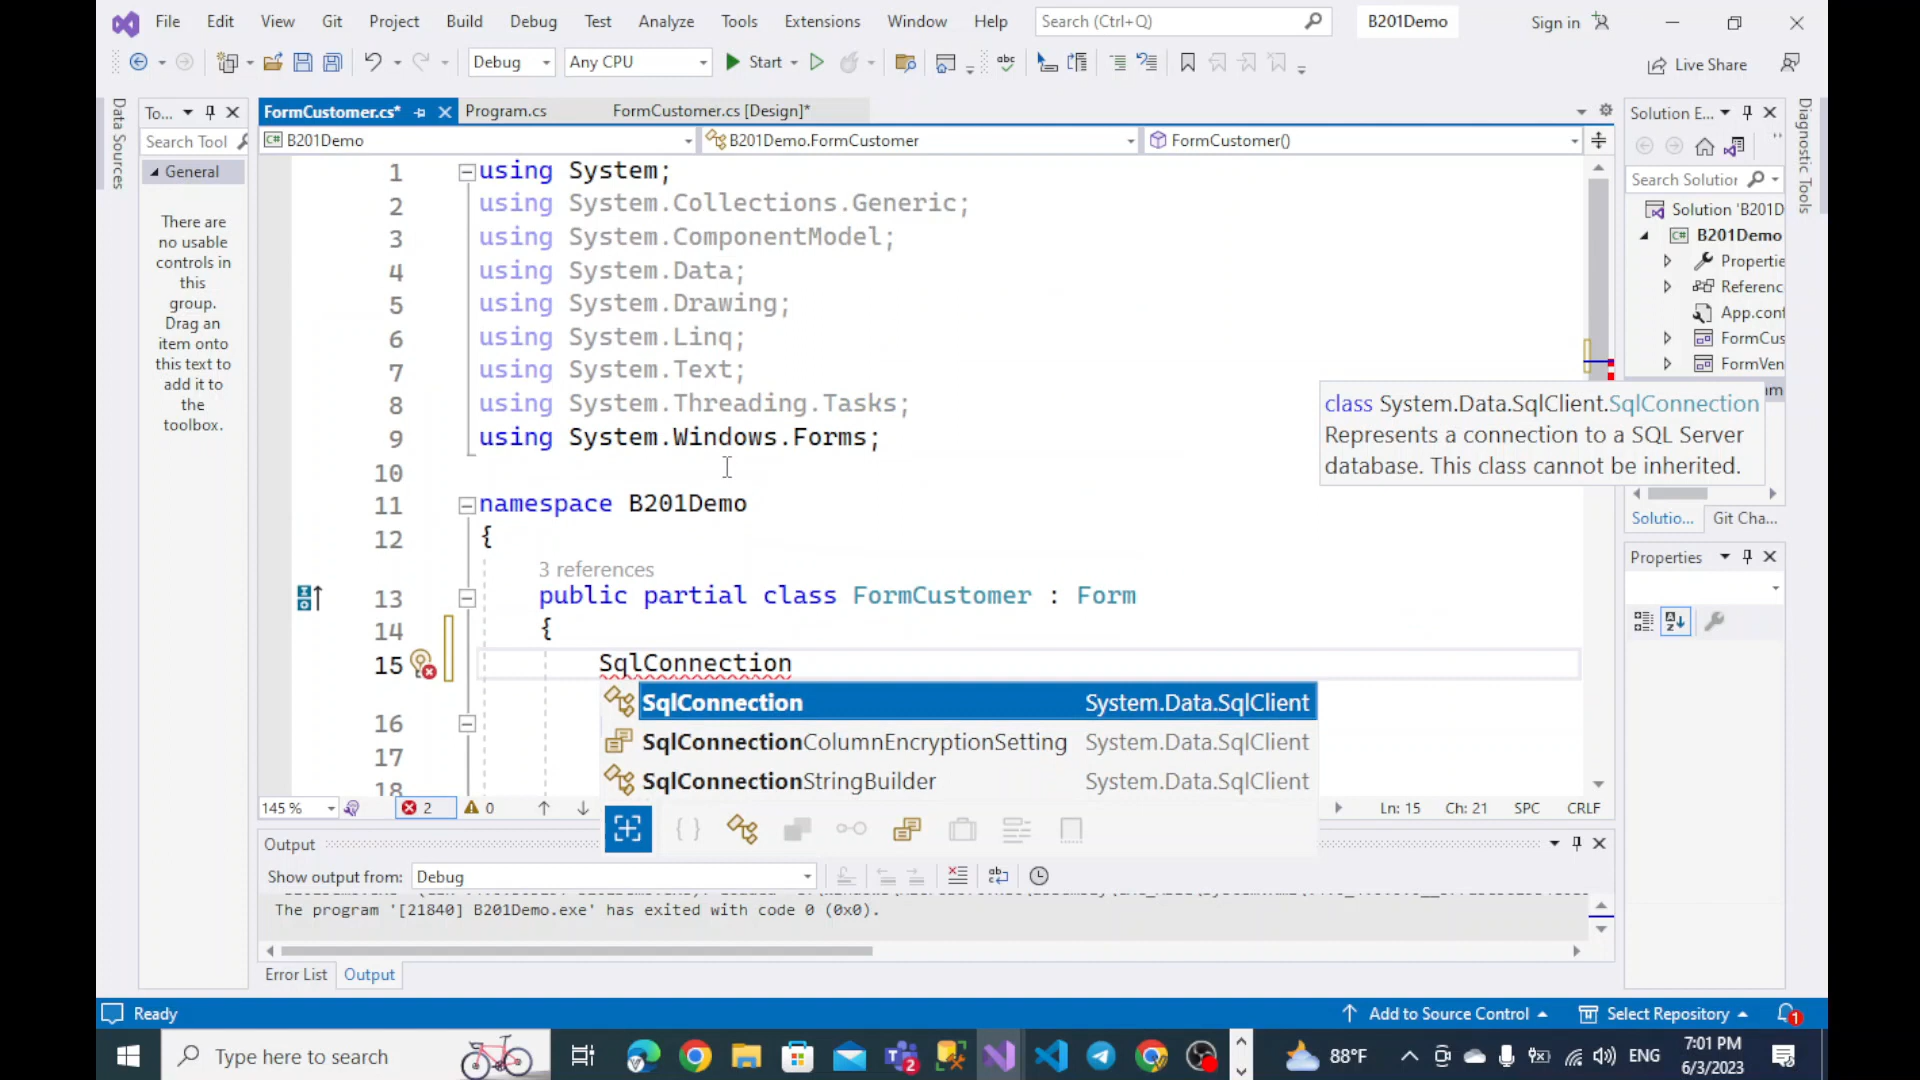 File Edit View Git Project Build Debug Test Analyze Tools Extensions Window Help Search (Ctrl+Q) B201Demo Sign in
Debug Any CPU Start Live Share
Data Sources
To...
FormCustomer.cs* Program.cs FormCustomer.cs [Design]*
Solution E...
Diagnostic Tools
Search Tool
B201Demo B201Demo.FormCustomer FormCustomer()
General
There are
no usable
controls in
this
group.
Drag an
item onto
this text to
add it to
the
toolbox.
1 using System;
2 using System.Collections.Generic;
3 using System.ComponentModel;
4 using System.Data;
5 using System.Drawing;
6 using System.Linq;
7 using System.Text;
8 using System.Threading.Tasks;
9 using System.Windows.Forms;
10
11 namespace B201Demo
12 {
3 references
13 public partial class FormCustomer : Form
14 {
15 SqlConnection
16
17
18
SqlConnection System.Data.SqlClient
SqlConnectionColumnEncryptionSetting System.Data.SqlClient
SqlConnectionStringBuilder System.Data.SqlClient
class System.Data.SqlClient.SqlConnection
Represents a connection to a SQL Server
database. This class cannot be inherited.
Search Solution
Solution 'B201D
B201Demo
Propertie
Referenc
App.cont
FormCus
FormVen
Solutio... Git Cha...
Properties
145 % 2 0 Ln: 15 Ch: 21 SPC CRLF
Output
Show output from: Debug
The program '[21840] B201Demo.exe' has exited with code 0 (0x0).
Error List Output
Ready Add to Source Control Select Repository 1
Type here to search 2 88°F ENG 7:01 PM
6/3/2023